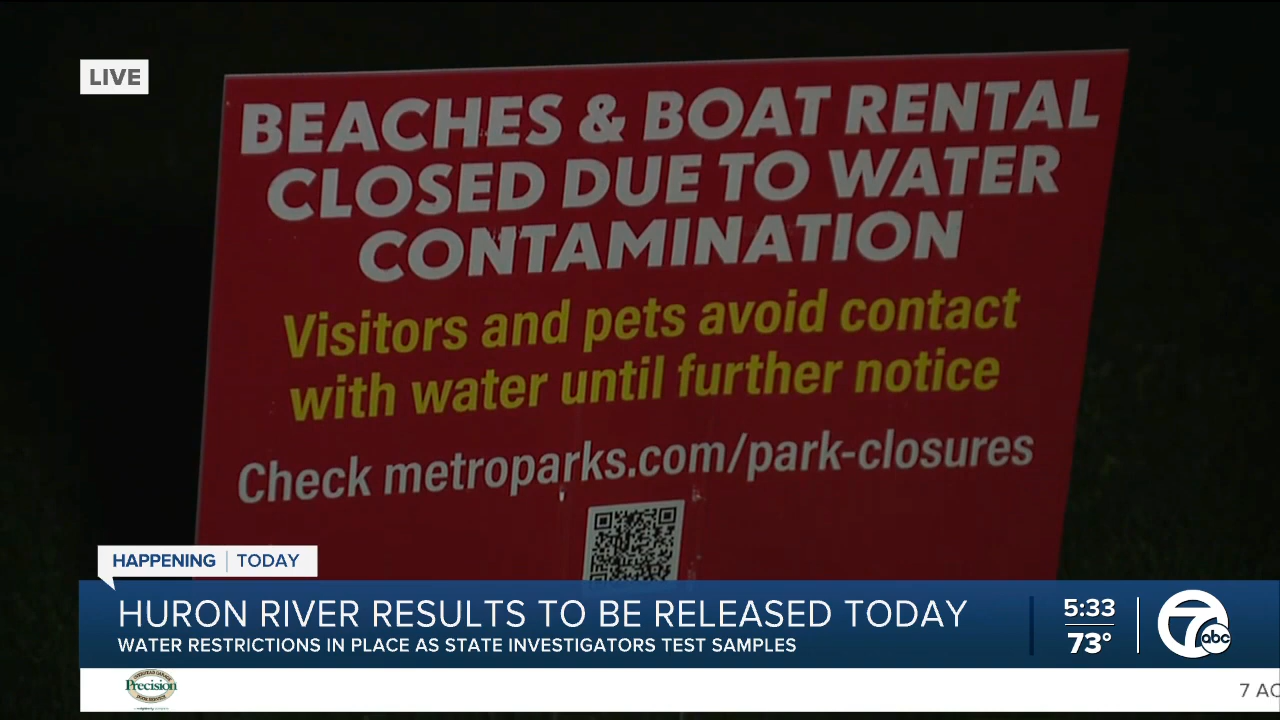 LIVE
BEACHES & BOAT RENTAL
CLOSED DUE TO WATER
CONTAMINATION
Visitors and pets avoid contact
with water until further notice
Check metroparks.com/park-closures
HAPPENING | TODAY
HURON RIVER RESULTS TO BE RELEASED TODAY
WATER RESTRICTIONS IN PLACE AS STATE INVESTIGATORS TEST SAMPLES
5:33
73°
7 abc
Precision
7 AC